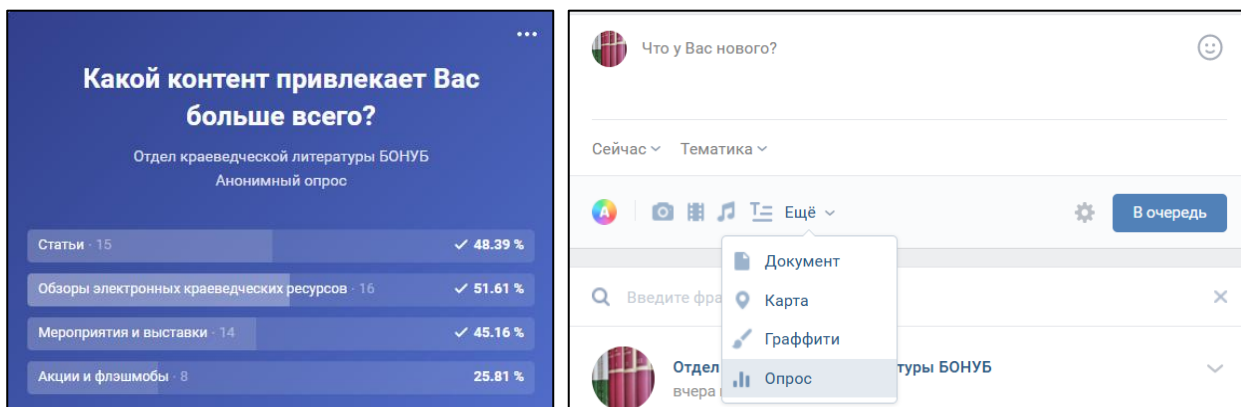 Какой контент привлекает Вас
больше всего?
Отдел краеведческой литературы БОНУБ
Анонимный опрос
Статьи · 15 48.39 %
Обзоры электронных краеведческих ресурсов · 16 51.61 %
Мероприятия и выставки · 14 45.16 %
Акции и флэшмобы · 8 25.81 %
Что у Вас нового?
Сейчас Тематика
A Ещё В очередь
Документ
Введите фра
Карта
Граффити
Отдел туры БОНУБ
Опрос
вчера